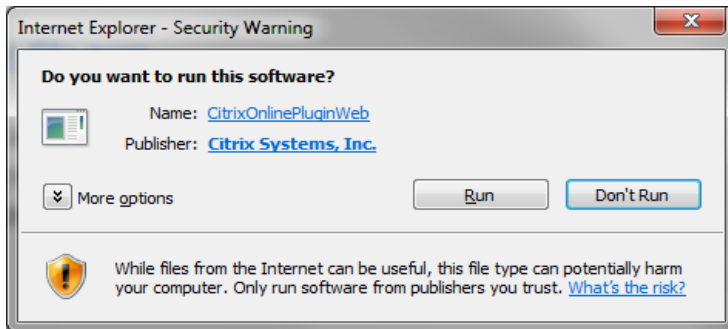 Internet Explorer - Security Warning
Do you want to run this software?
Name: CitrixOnlinePluginWeb
Publisher: Citrix Systems, Inc.
More options
Run
Don't Run
While files from the Internet can be useful, this file type can potentially harm
your computer. Only run software from publishers you trust. What's the risk?